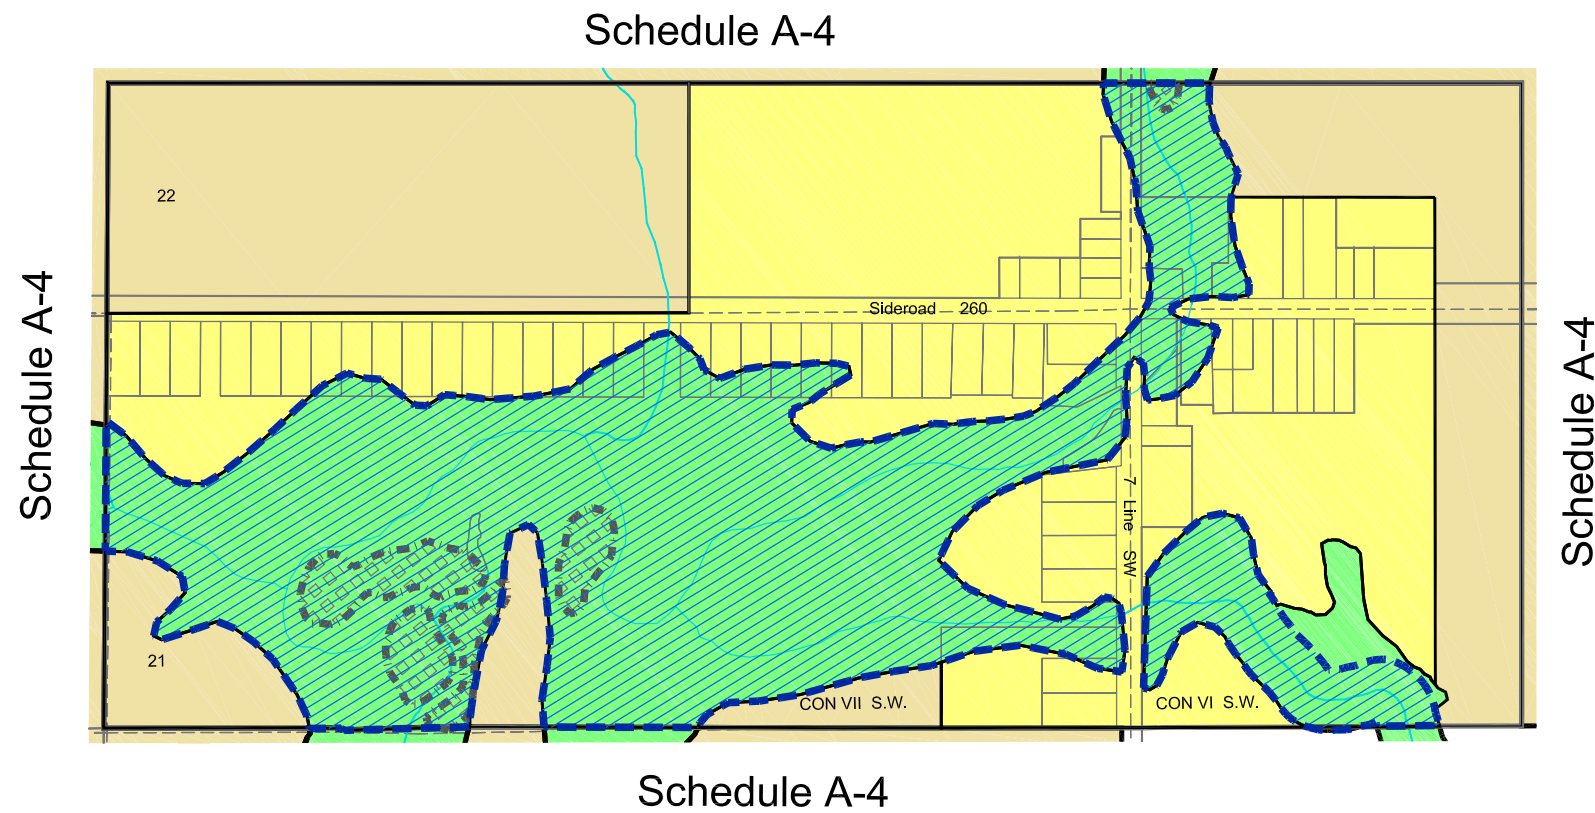 Schedule A-4
22
Schedule A-4
Sideroad 260
Schedule A-4
7 Line SW
21
CON VII S.W.
CON VI S.W.
Schedule A-4